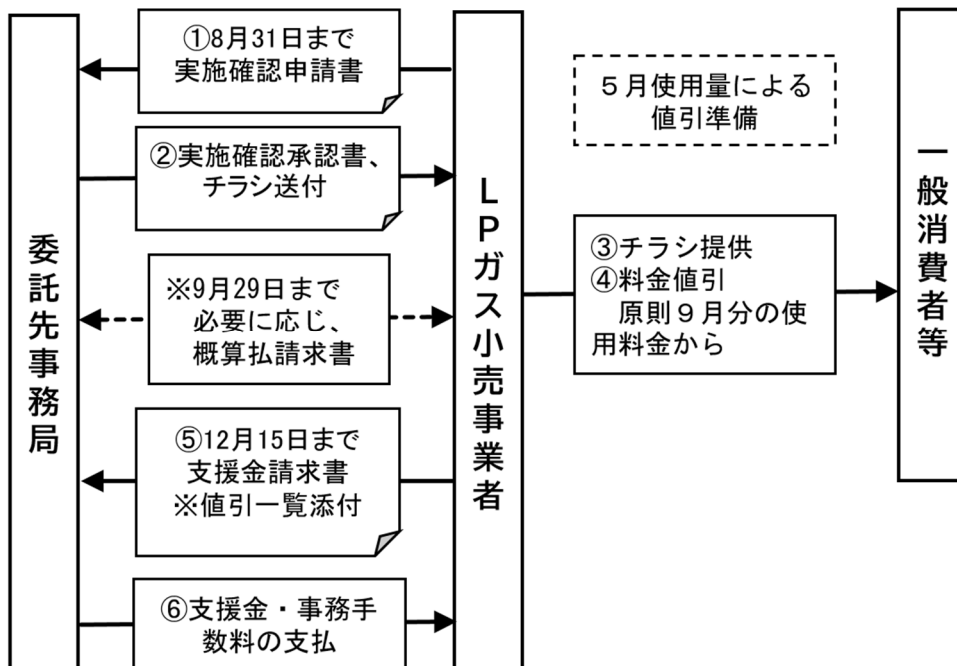 委託先事務局
①8月31日まで
実施確認申請書
②実施確認承認書、
チラシ送付
※9月29日まで
必要に応じ、
概算払請求書
⑤12月15日まで
支援金請求書
※値引一覧添付
⑥支援金・事務手
数料の支払
LPガス小売事業者
５月使用量による
値引準備
③チラシ提供
④料金値引
原則９月分の使
用料金から
一般消費者等